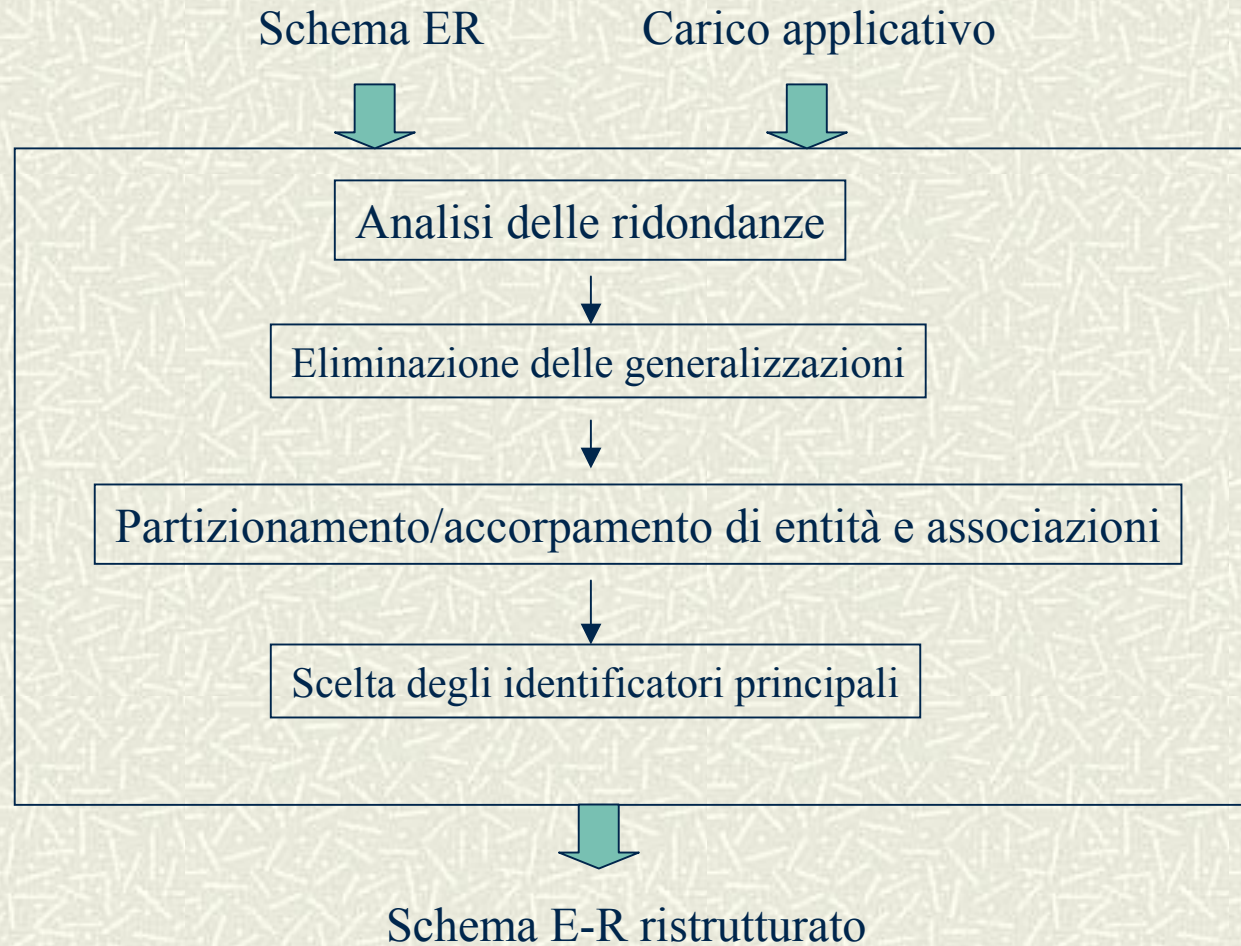 Schema ER
Carico applicativo
Analisi delle ridondanze
Eliminazione delle generalizzazioni
Partizionamento/accorpamento di entità e associazioni
Scelta degli identificatori principali
Schema E-R ristrutturato